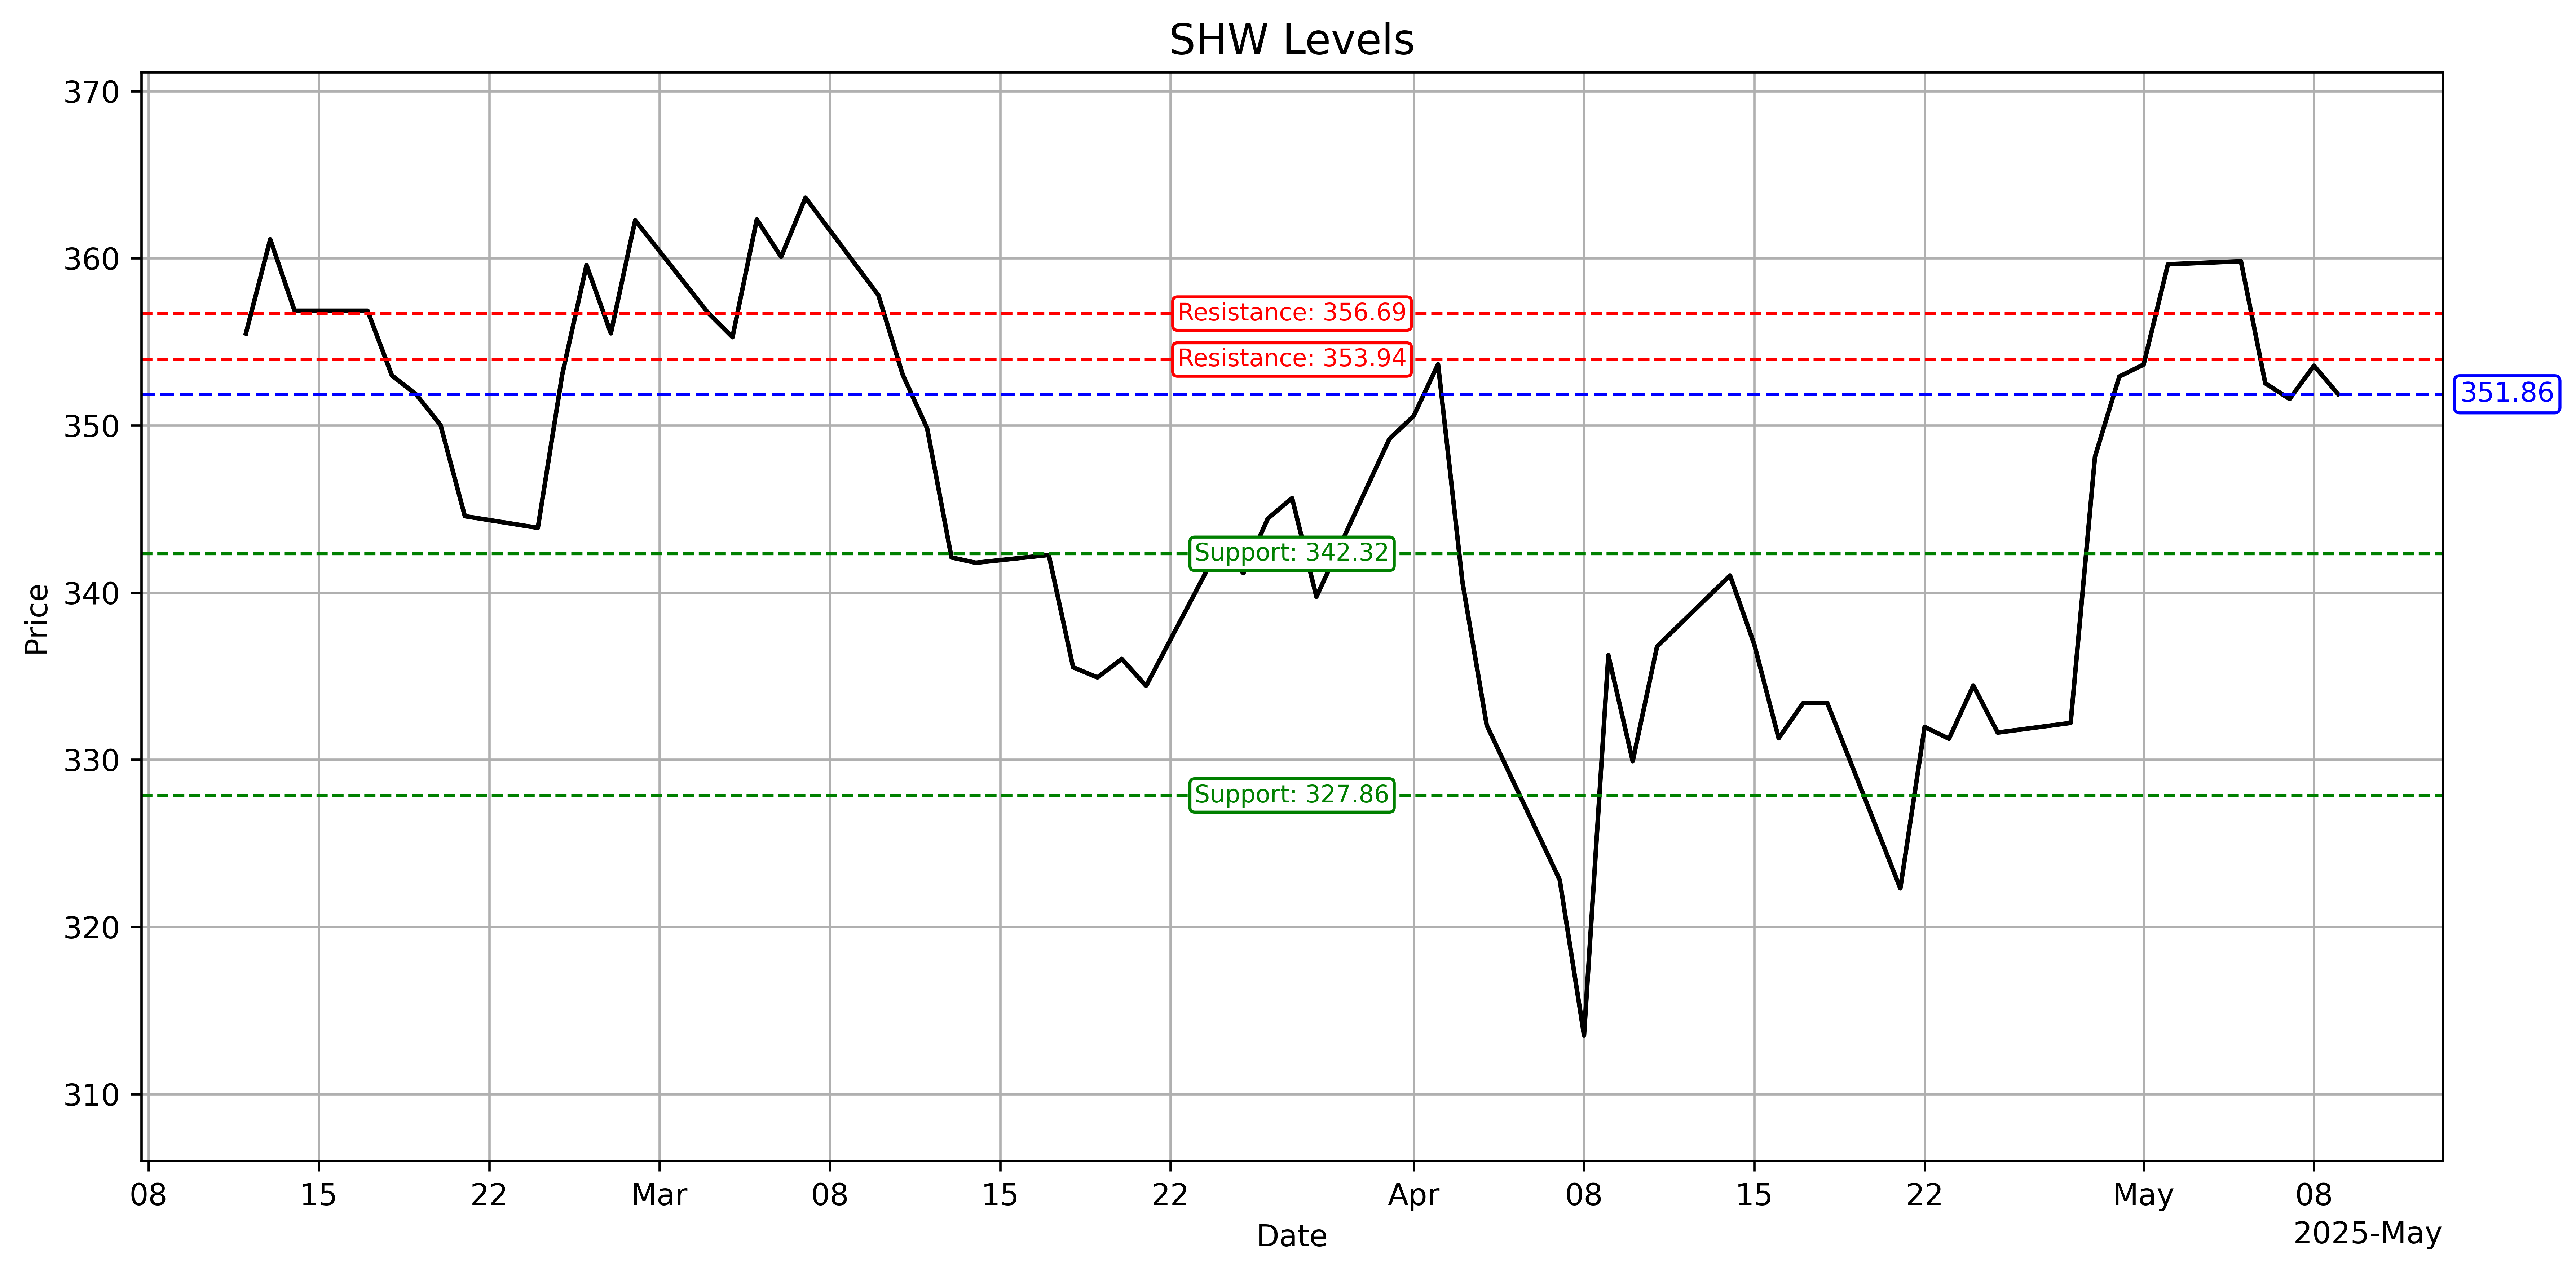 SHW Levels
370
360
350
340
330
320
310
Price
Resistance: 356.69
Resistance: 353.94
351.86
Support: 342.32
Support: 327.86
08 15 22 Mar 08 15 22 Apr 08 15 22 May 08
Date
2025-May